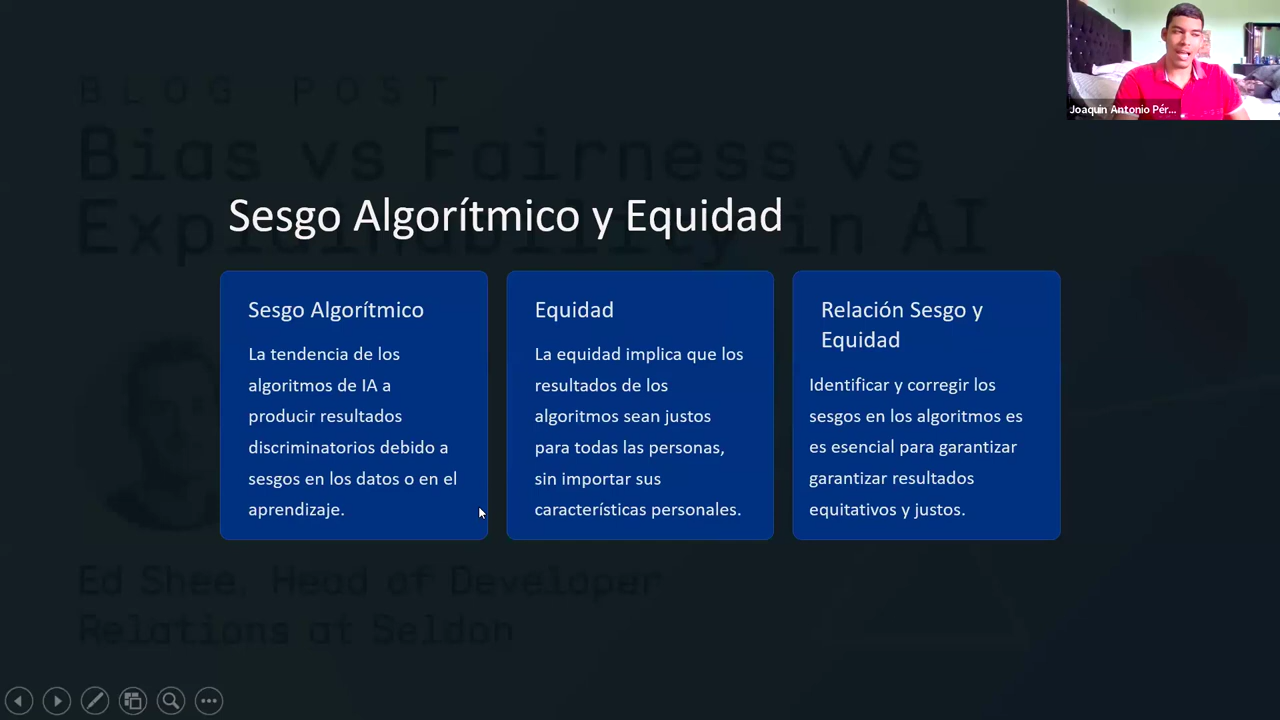 Joaquín Antonio Pér...
BLOG POST
Bias vs Fairness vs
Explainability in AI
Sesgo Algorítmico y Equidad
Sesgo Algorítmico
La tendencia de los
algoritmos de IA a
producir resultados
discriminatorios debido a
sesgos en los datos o en el
aprendizaje.
Equidad
La equidad implica que los
resultados de los
algoritmos sean justos
para todas las personas,
sin importar sus
características personales.
Relación Sesgo y
Equidad
Identificar y corregir los
sesgos en los algoritmos es
es esencial para garantizar
garantizar resultados
equitativos y justos.
Ed Shee, Head of Developer
Relations at Seldon